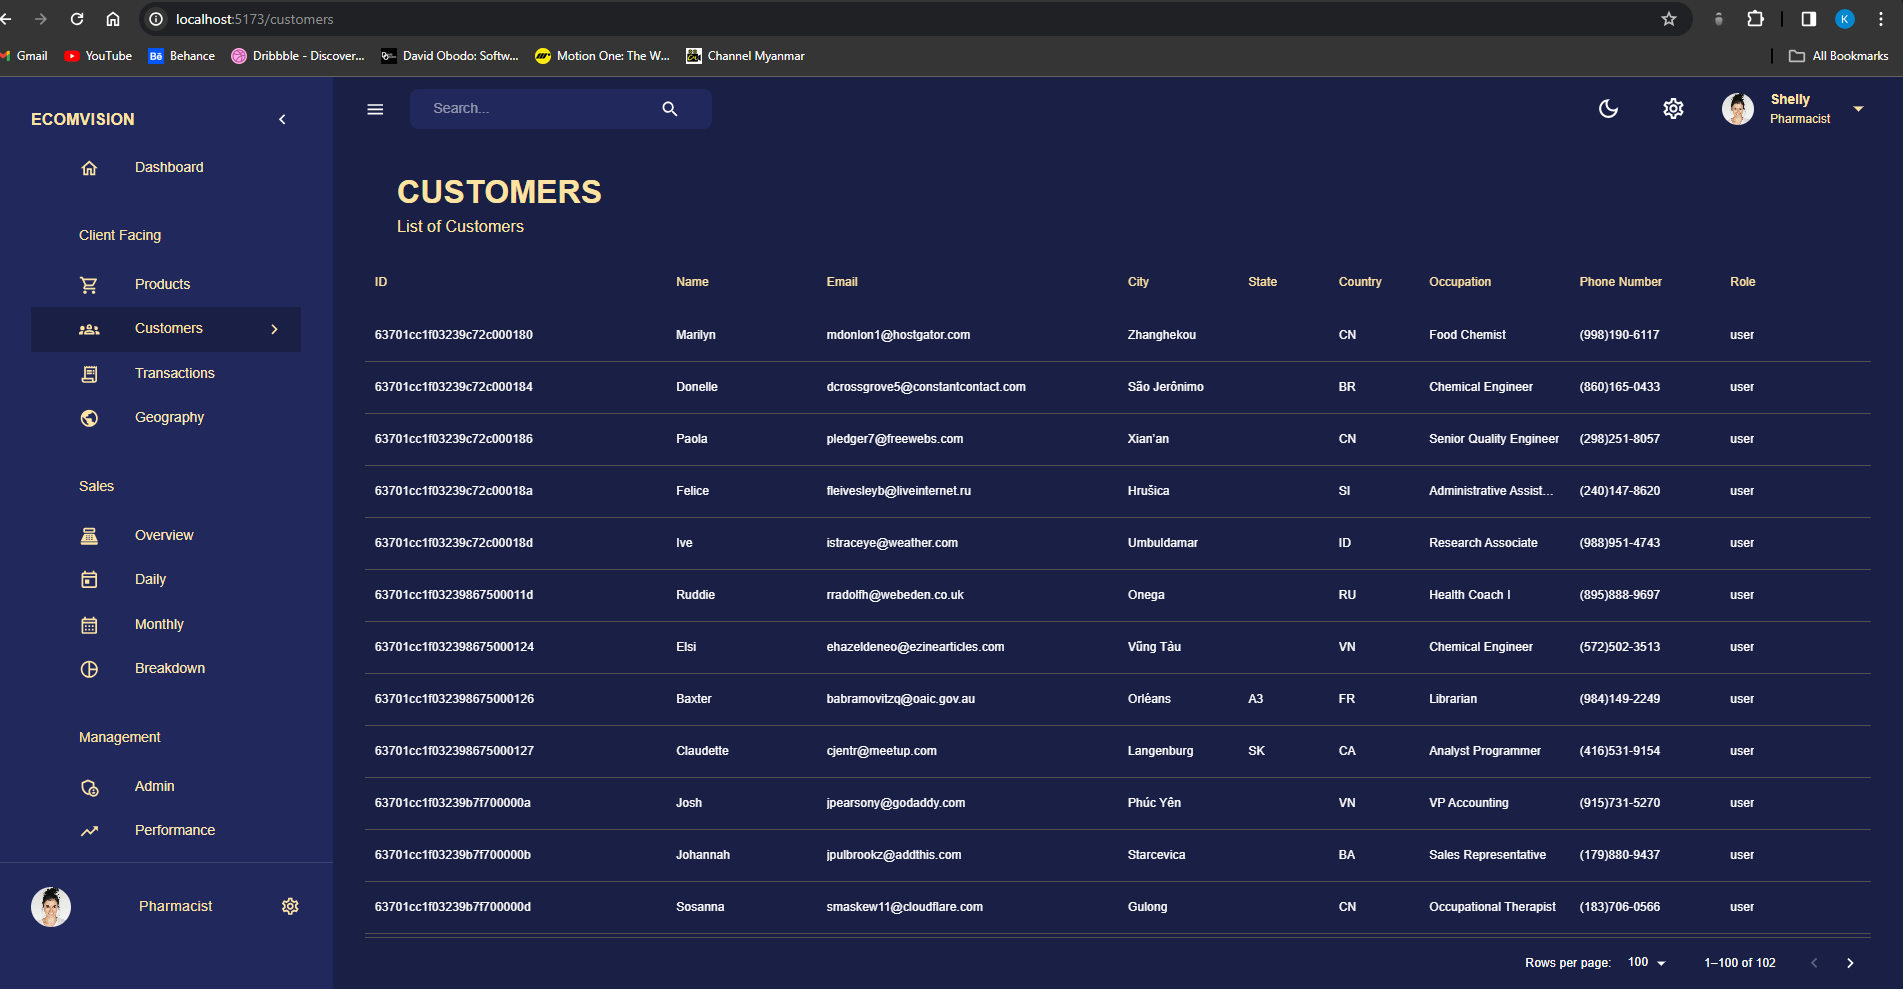 localhost:5173/customers
K
Gmail YouTube Behance Dribbble - Discover... David Obodo: Softw... Motion One: The W... Channel Myanmar All Bookmarks
ECOMVISION
Dashboard
Client Facing
Products
Customers
Transactions
Geography
Sales
Overview
Daily
Monthly
Breakdown
Management
Admin
Performance
Pharmacist
Search...
Shelly
Pharmacist
CUSTOMERS
List of Customers
ID Name Email City State Country Occupation Phone Number Role
63701cc1f03239c72c000180 Marilyn mdonlon1@hostgator.com Zhanghekou CN Food Chemist (998)190-6117 user
63701cc1f03239c72c000184 Donelle dcrossgrove5@constantcontact.com São Jerônimo BR Chemical Engineer (860)165-0433 user
63701cc1f03239c72c000186 Paola pledger7@freewebs.com Xian'an CN Senior Quality Engineer (298)251-8057 user
63701cc1f03239c72c00018a Felice fleivesleyb@liveinternet.ru Hrušica SI Administrative Assist... (240)147-8620 user
63701cc1f03239c72c00018d Ive istraceye@weather.com Umbuldamar ID Research Associate (988)951-4743 user
63701cc1f03239867500011d Ruddie rradolfh@webeden.co.uk Onega RU Health Coach I (895)888-9697 user
63701cc1f032398675000124 Elsi ehazeldeneo@ezinearticles.com Vũng Tàu VN Chemical Engineer (572)502-3513 user
63701cc1f032398675000126 Baxter babramovitzq@oaic.gov.au Orléans A3 FR Librarian (984)149-2249 user
63701cc1f032398675000127 Claudette cjentr@meetup.com Langenburg SK CA Analyst Programmer (416)531-9154 user
63701cc1f03239b7f700000a Josh jpearsony@godaddy.com Phúc Yên VN VP Accounting (915)731-5270 user
63701cc1f03239b7f700000b Johannah jpulbrookz@addthis.com Starcevica BA Sales Representative (179)880-9437 user
63701cc1f03239b7f700000d Sosanna smaskew11@cloudflare.com Gulong CN Occupational Therapist (183)706-0566 user
Rows per page: 100 1–100 of 102